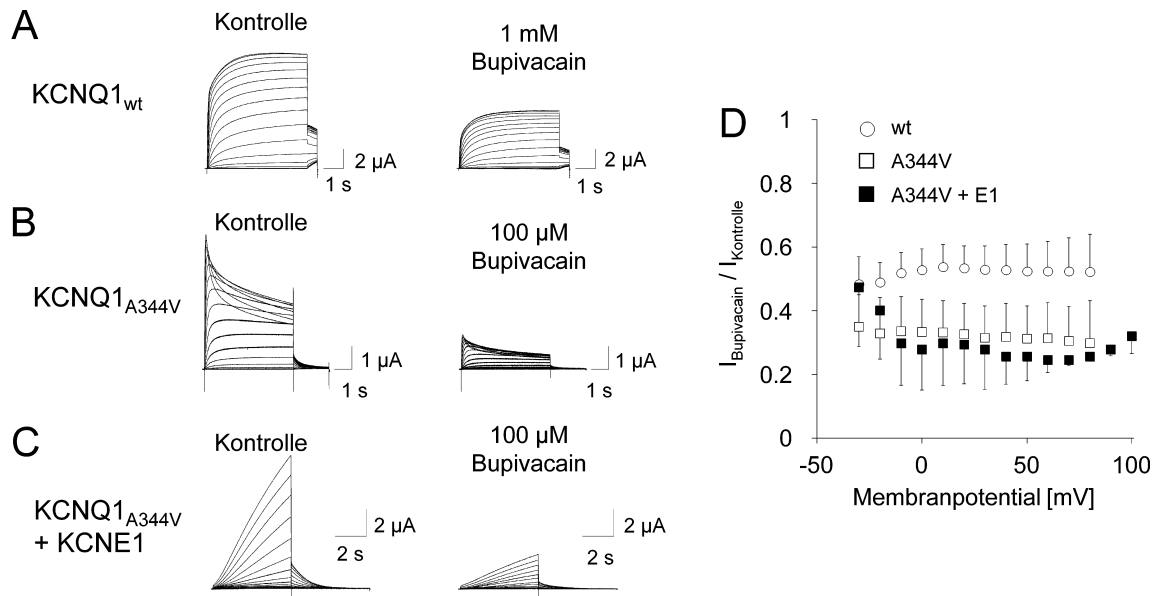 A
Kontrolle
1 mM
Bupivacain
KCNQ1wt
2 µA
1 s
2 µA
1 s
B
Kontrolle
100 µM
Bupivacain
KCNQ1A344V
1 µA
1 s
1 µA
1 s
C
Kontrolle
100 µM
Bupivacain
KCNQ1A344V
+ KCNE1
2 µA
2 s
2 µA
2 s
D
wt
A344V
A344V + E1
IBupivacain / IKontrolle
1
0.8
0.6
0.4
0.2
0
-50 0 50 100
Membranpotential [mV]